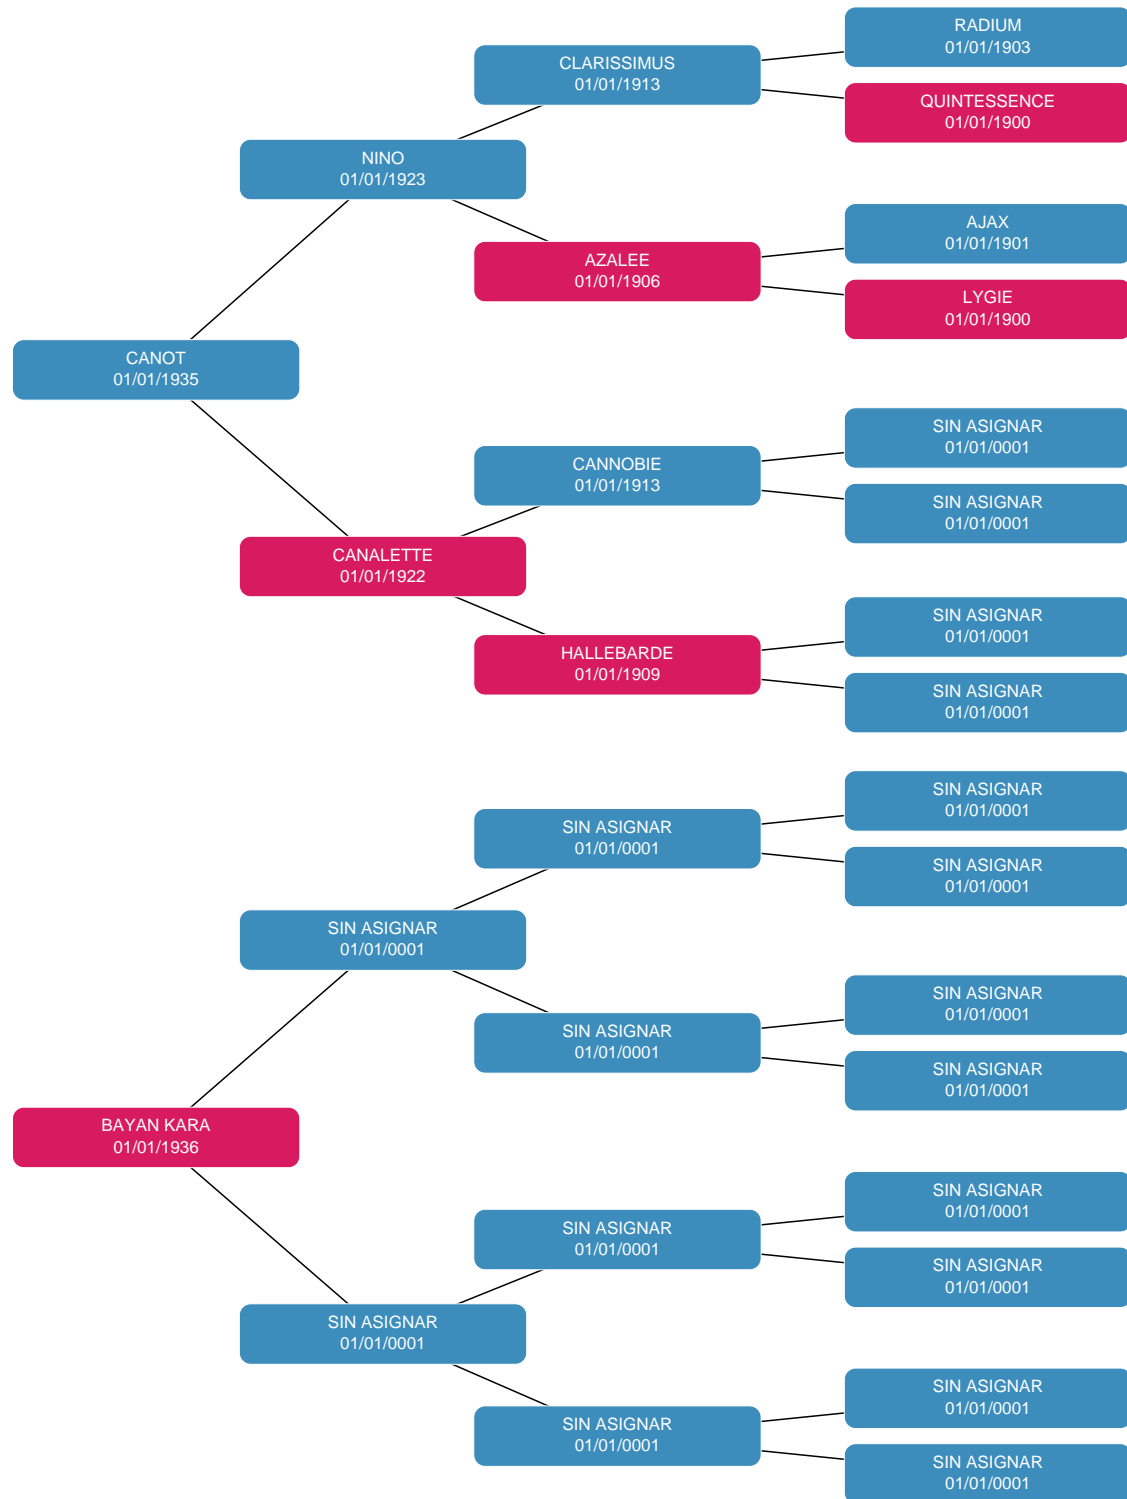 RADIUM
01/01/1903
CLARISSIMUS
01/01/1913
QUINTESSENCE
01/01/1900
NINO
01/01/1923
AJAX
01/01/1901
AZALEE
01/01/1906
LYGIE
01/01/1900
CANOT
01/01/1935
SIN ASIGNAR
01/01/0001
CANNOBIE
01/01/1913
SIN ASIGNAR
01/01/0001
CANALETTE
01/01/1922
SIN ASIGNAR
01/01/0001
HALLEBARDE
01/01/1909
SIN ASIGNAR
01/01/0001
SIN ASIGNAR
01/01/0001
SIN ASIGNAR
01/01/0001
SIN ASIGNAR
01/01/0001
SIN ASIGNAR
01/01/0001
SIN ASIGNAR
01/01/0001
SIN ASIGNAR
01/01/0001
SIN ASIGNAR
01/01/0001
BAYAN KARA
01/01/1936
SIN ASIGNAR
01/01/0001
SIN ASIGNAR
01/01/0001
SIN ASIGNAR
01/01/0001
SIN ASIGNAR
01/01/0001
SIN ASIGNAR
01/01/0001
SIN ASIGNAR
01/01/0001
SIN ASIGNAR
01/01/0001